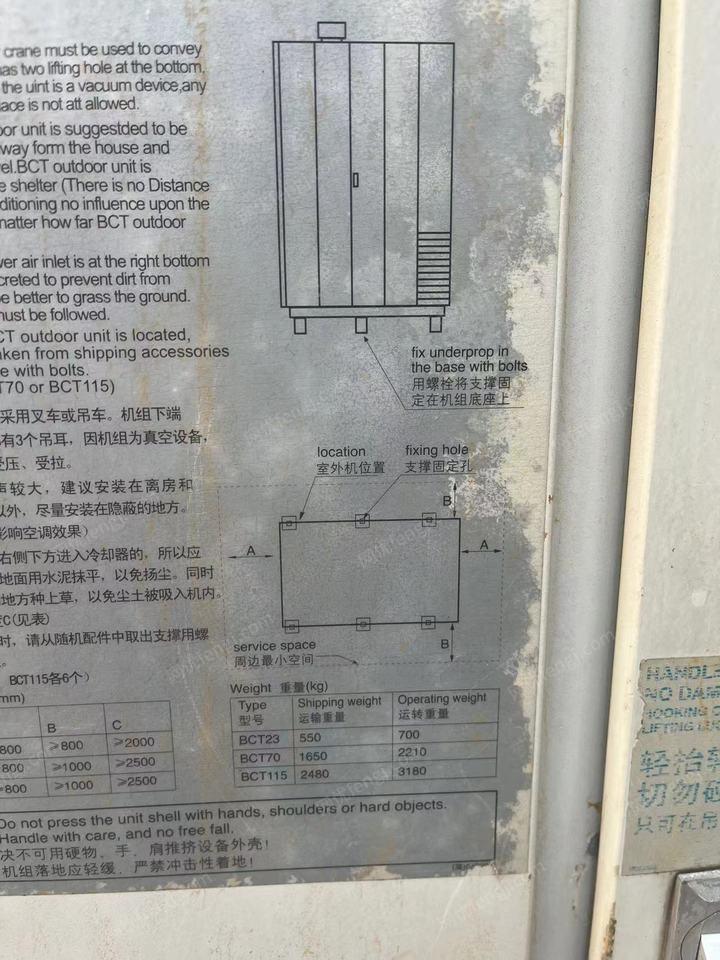 crane must be used to convey
as two lifting hole at the bottom,
the uint is a vacuum device,any
ace is not att allowed.
oor unit is suggestded to be
way form the house and
el.BCT outdoor unit is
e shelter (There is no Distance
ditioning no influence upon the
matter how far BCT outdoor
er air inlet is at the right bottom
creted to prevent dirt from
e better to grass the ground.
must be followed.
CT outdoor unit is located,
aken from shipping accessories
e with bolts.
T70 or BCT115)
采用叉车或吊车。机组下端
有3个吊耳，因机组为真空设备，
受压、受拉。
声较大，建议安装在离房和
以外，尽量安装在隐蔽的地方。
影响空调效果）
右侧下方进入冷却器的，所以应
地面用水泥抹平，以免扬尘。同时
地方种上草，以免尘土被吸入机内。
C(见表)
时，请从随机配件中取出支撑用螺
。
BCT115各6个）
mm)
B C
800 ≥800 ≥2000
800 ≥1000 ≥2500
800 ≥1000 ≥2500
fix underprop in
the base with bolts
用螺栓将支撑固
定在机组底座上
location
室外机位置
fixing hole
支撑固定孔
B
A
A
B
service space
周边最小空间
Weight 重量(kg)
Type Shipping weight Operating weight
型号 运输重量 运转重量
BCT23 550 700
BCT70 1650 2210
BCT115 2480 3180
Do not press the unit shell with hands, shoulders or hard objects.
Handle with care, and no free fall.
决不可用硬物、手、肩推挤设备外壳！
机组落地应轻缓，严禁冲击性着地！
HANDLE
NO DAM
HOOKING O
LIFTING LUG
轻抬轻
切勿碰
只可在吊